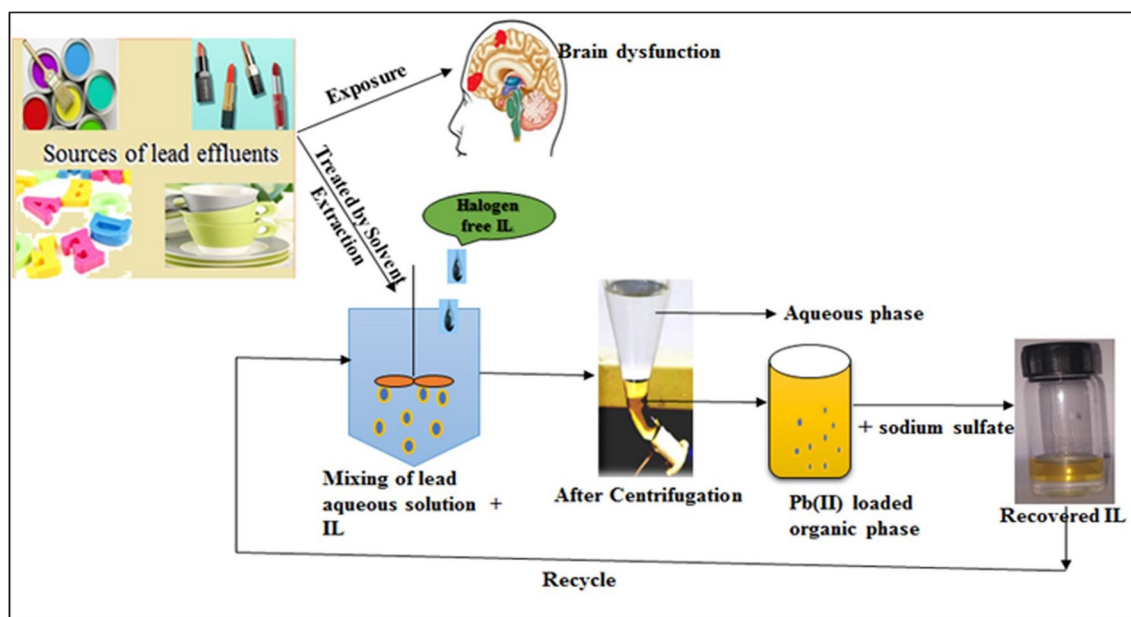 Brain dysfunction
Exposure
Sources of lead effluents
Treated by Solvent
Extraction
Halogen
free IL
Aqueous phase
+ sodium sulfate
Mixing of lead
aqueous solution +
IL
After Centrifugation
Pb(II) loaded
organic phase
Recovered IL
Recycle